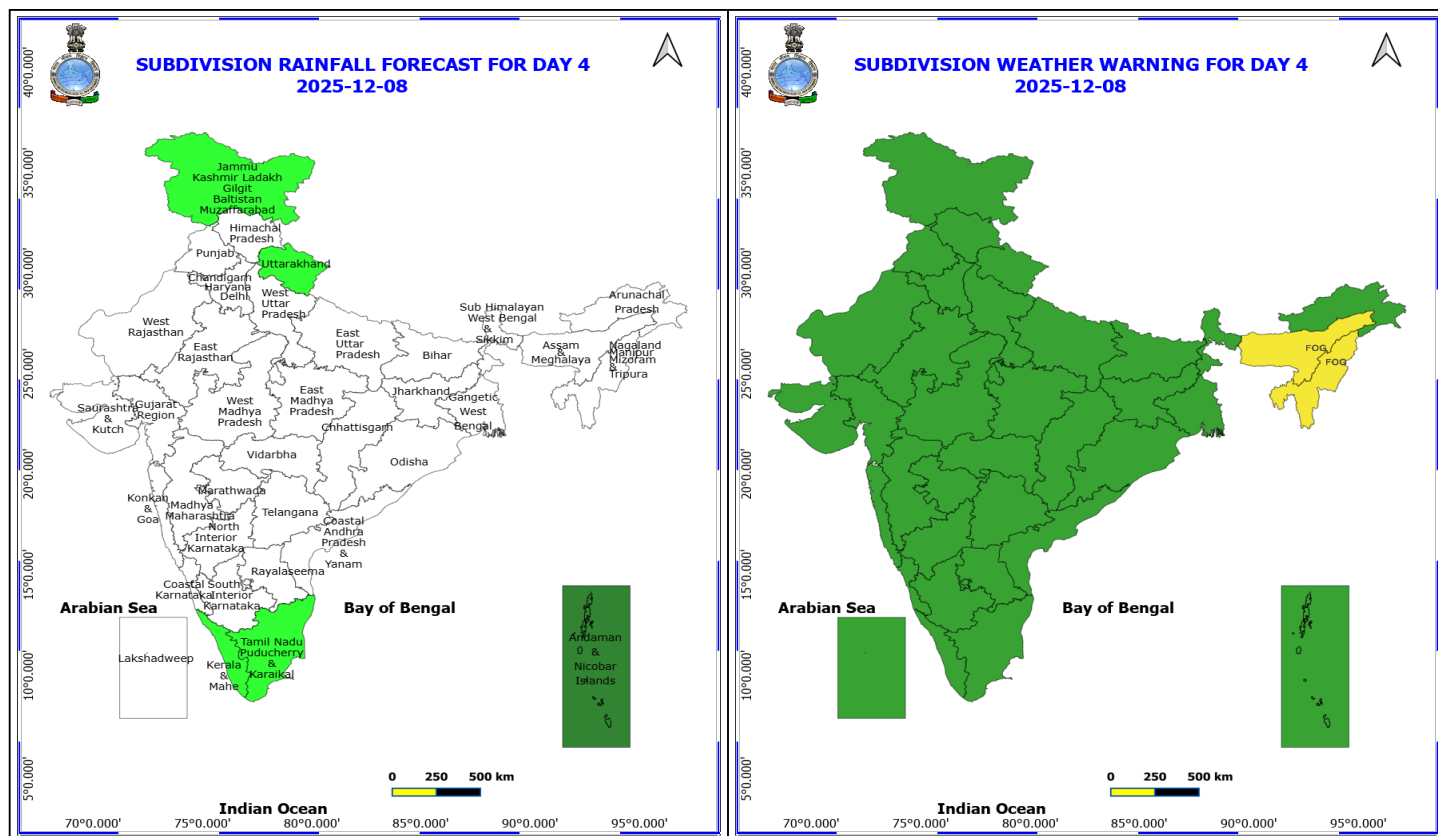 SUBDIVISION RAINFALL FORECAST FOR DAY 4
2025-12-08
40°0.000'
35°0.000'
30°0.000'
25°0.000'
20°0.000'
15°0.000'
10°0.000'
5°0.000'
Jammu
Kashmir Ladakh
Gilgit
Baltistan
Muzaffarabad
Himachal
Pradesh
Punjab
Uttarakhand
Chandigarh
Haryana
Delhi
West
Uttar
Pradesh
Arunachal
Pradesh
Sub Himalayan
West Bengal
&
Sikkim
West
Rajasthan
East
Rajasthan
East
Uttar
Pradesh
Bihar
Assam
&
Meghalaya
Nagaland
Manipur
Mizoram
&
Tripura
Saurashtra
&
Kutch
Gujarat
Region
West
Madhya
Pradesh
East
Madhya
Pradesh
Jharkhand
Gangetic
West
Bengal
Chhattisgarh
Vidarbha
Odisha
Konkan
&
Goa
Madhya
Maharashtra
Marathwada
Telangana
North
Interior
Karnataka
Coastal
Andhra
Pradesh
&
Yanam
Rayalaseema
Coastal
Karnataka
South
Interior
Karnataka
Arabian Sea
Bay of Bengal
Lakshadweep
Kerala
&
Mahe
Tamil Nadu
Puducherry
&
Karaikal
Andaman
&
Nicobar
Islands
0 250 500 km
Indian Ocean
70°0.000' 75°0.000' 80°0.000' 85°0.000' 90°0.000' 95°0.000'
SUBDIVISION WEATHER WARNING FOR DAY 4
2025-12-08
40°0.000'
35°0.000'
30°0.000'
25°0.000'
20°0.000'
15°0.000'
10°0.000'
5°0.000'
FOG
FOG
Arabian Sea
Bay of Bengal
0 250 500 km
Indian Ocean
70°0.000' 75°0.000' 80°0.000' 85°0.000' 90°0.000' 95°0.000'